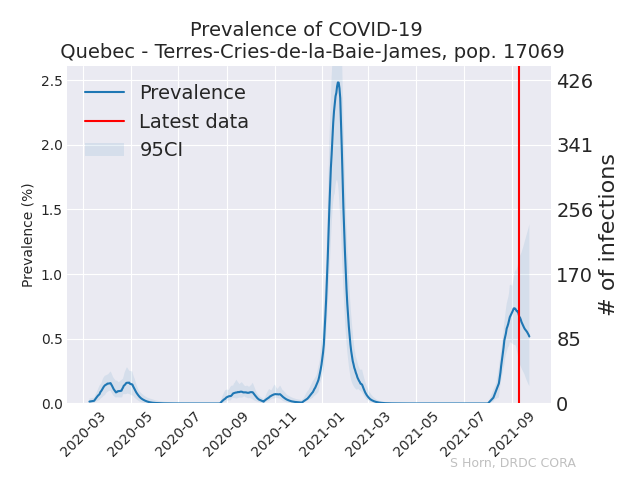 Prevalence of COVID-19
Quebec - Terres-Cries-de-la-Baie-James, pop. 17069
Prevalence
Latest data
95CI
Prevalence (%)
2.5
2.0
1.5
1.0
0.5
0.0
426
341
256
170
85
0
# of infections
2020-03
2020-05
2020-07
2020-09
2020-11
2021-01
2021-03
2021-05
2021-07
2021-09
S Horn, DRDC CORA